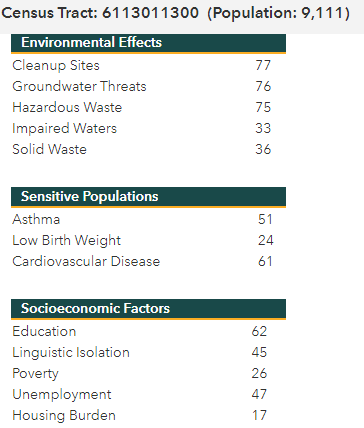 Census Tract: 6113011300 (Population: 9,111)
Environmental Effects
Cleanup Sites 77
Groundwater Threats 76
Hazardous Waste 75
Impaired Waters 33
Solid Waste 36
Sensitive Populations
Asthma 51
Low Birth Weight 24
Cardiovascular Disease 61
Socioeconomic Factors
Education 62
Linguistic Isolation 45
Poverty 26
Unemployment 47
Housing Burden 17